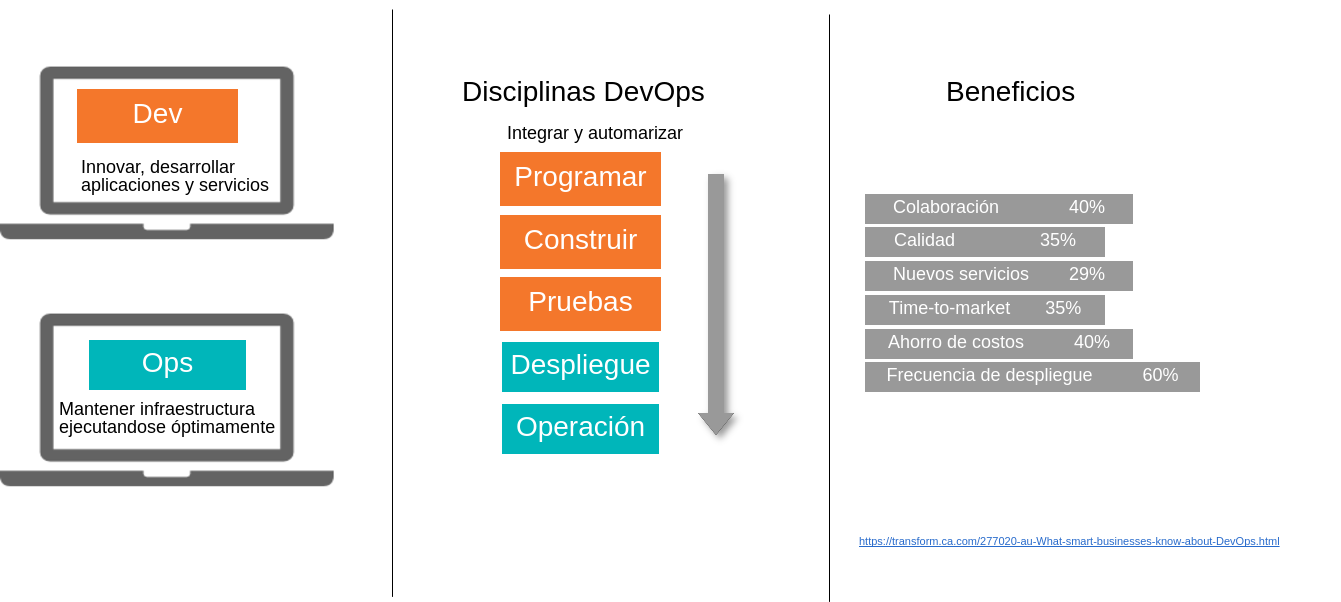 Dev
Innovar, desarrollar
aplicaciones y servicios
Ops
Mantener infraestructura
ejecutandose óptimamente
Disciplinas DevOps
Integrar y automarizar
Programar
Construir
Pruebas
Despliegue
Operación
Beneficios
Colaboración 40%
Calidad 35%
Nuevos servicios 29%
Time-to-market 35%
Ahorro de costos 40%
Frecuencia de despliegue 60%
https://transform.ca.com/277020-au-What-smart-businesses-know-about-DevOps.html